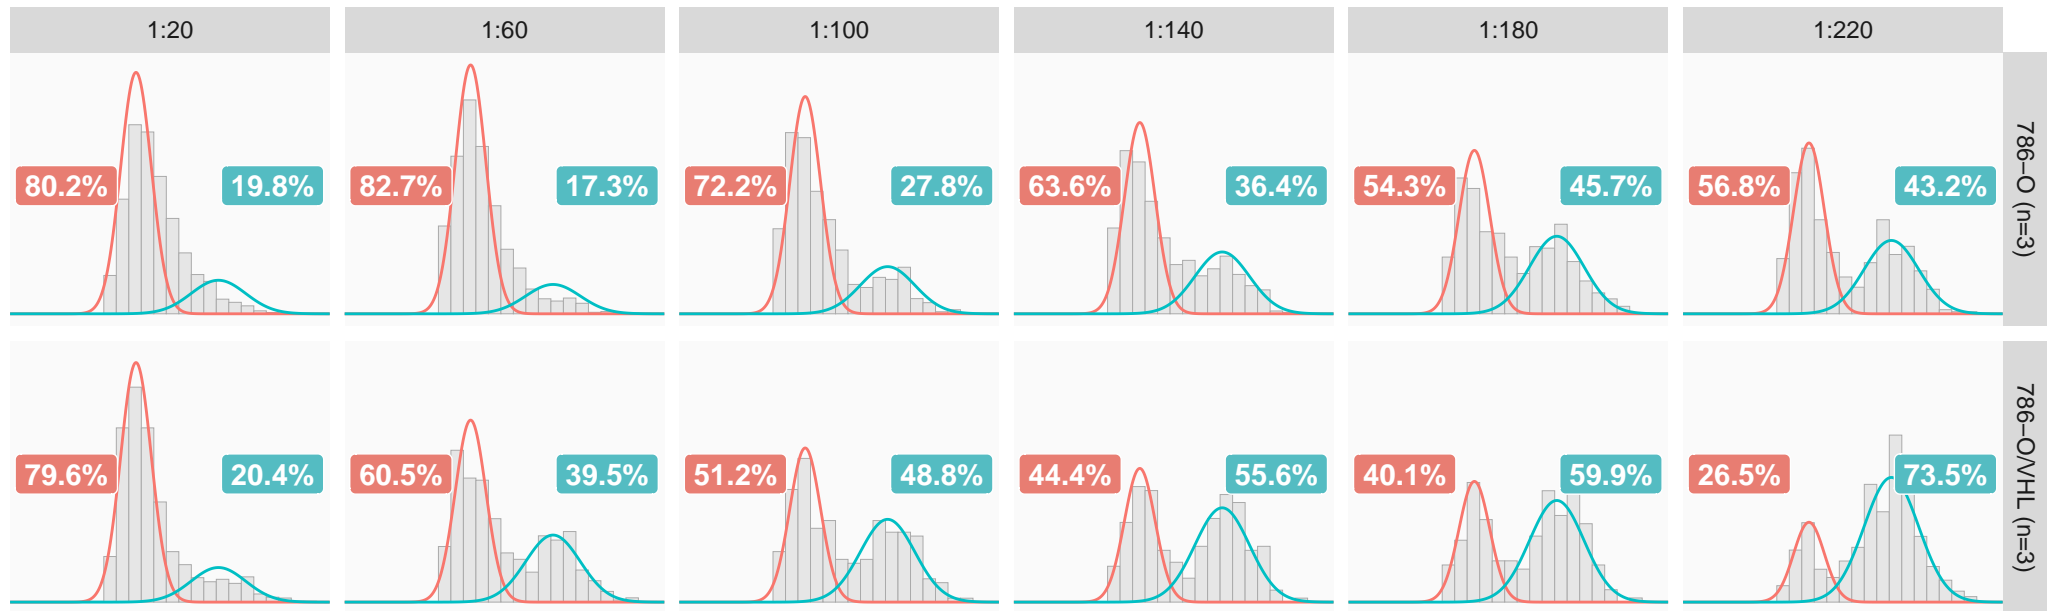 1:20 1:60 1:100 1:140 1:180 1:220
80.2% 19.8% 82.7% 17.3% 72.2% 27.8% 63.6% 36.4% 54.3% 45.7% 56.8% 43.2%
786–O (n=3)
79.6% 20.4% 60.5% 39.5% 51.2% 48.8% 44.4% 55.6% 40.1% 59.9% 26.5% 73.5%
786–O/VHL (n=3)